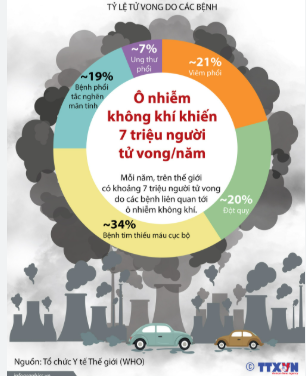 TỶ LỆ TỬ VONG DO CÁC BỆNH
~7%
Ung thư
phổi
~21%
Viêm phổi
~19%
Bệnh phổi
tắc nghẽn
mãn tính
Ô nhiễm
không khí khiến
7 triệu người
tử vong/năm
Mỗi năm, trên thế giới
có khoảng 7 triệu người tử vong
do các bệnh liên quan tới
ô nhiễm không khí.
~20%
Đột quỵ
~34%
Bệnh tim thiếu máu cục bộ
Nguồn: Tổ chức Y tế Thế giới (WHO)
© TTXVN